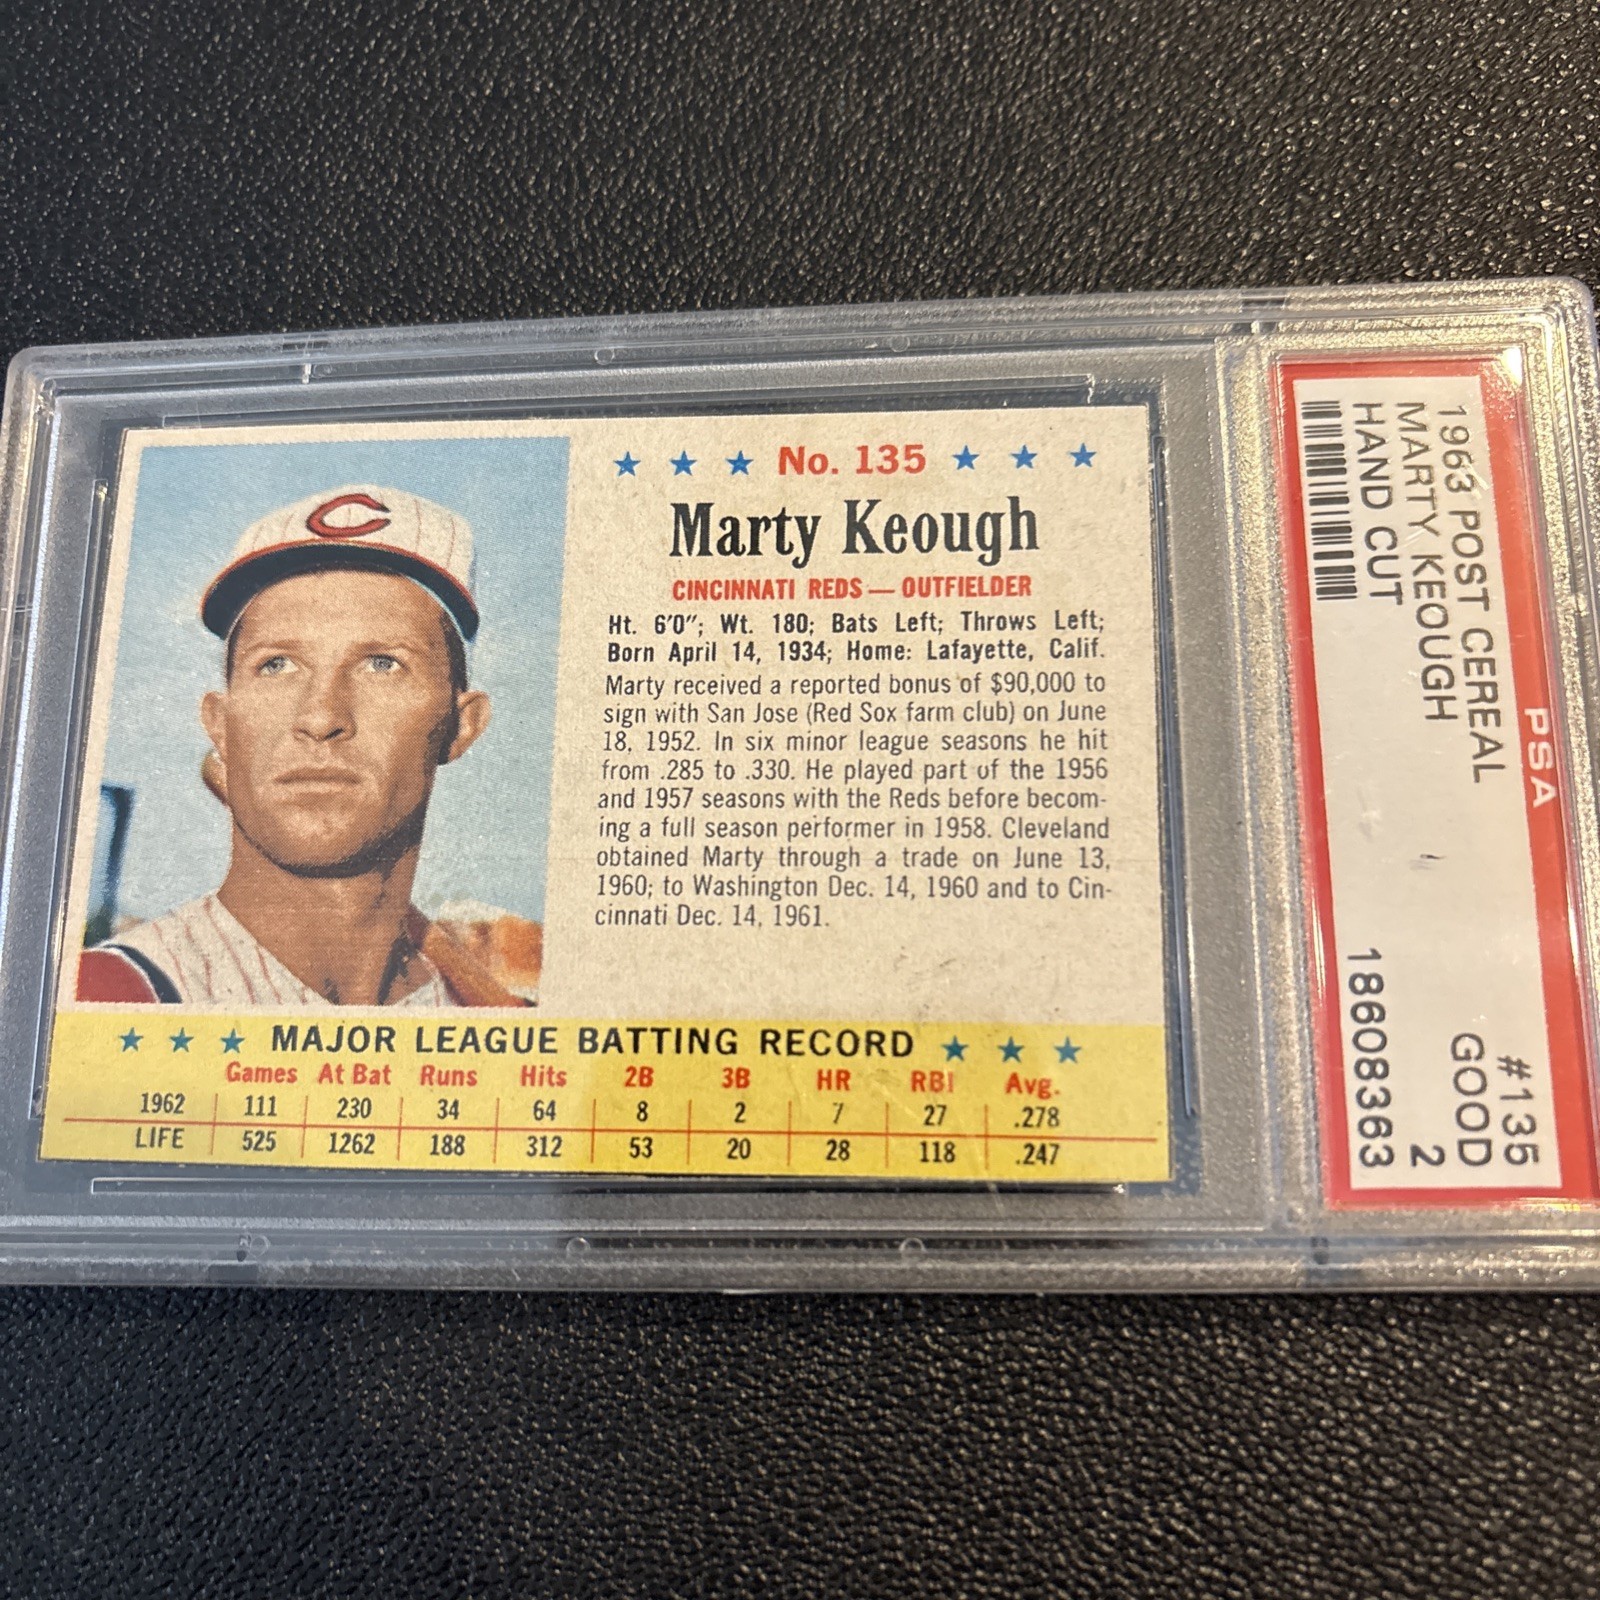 C
★ ★ ★ No. 135 ★ ★ ★
Marty Keough
CINCINNATI REDS — OUTFIELDER
Ht. 6'0"; Wt. 180; Bats Left; Throws Left;
Born April 14, 1934; Home: Lafayette, Calif.
Marty received a reported bonus of $90,000 to
sign with San Jose (Red Sox farm club) on June
18, 1952. In six minor league seasons he hit
from .285 to .330. He played part of the 1956
and 1957 seasons with the Reds before becom-
ing a full season performer in 1958. Cleveland
obtained Marty through a trade on June 13,
1960; to Washington Dec. 14, 1960 and to Cin-
cinnati Dec. 14, 1961.
★ ★ ★ MAJOR LEAGUE BATTING RECORD ★ ★ ★
Games At Bat Runs Hits 2B 3B HR RBI Avg.
1962 111 230 34 64 8 2 7 27 .278
LIFE 525 1262 188 312 53 20 28 118 .247
PSA
1963 POST CEREAL #135
MARTY KEOUGH GOOD
HAND CUT 2
18608363